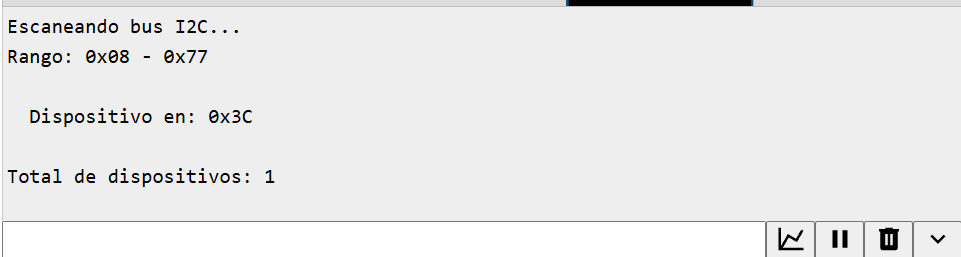 Escaneando bus I2C...
Rango: 0x08 - 0x77
Dispositivo en: 0x3C
Total de dispositivos: 1